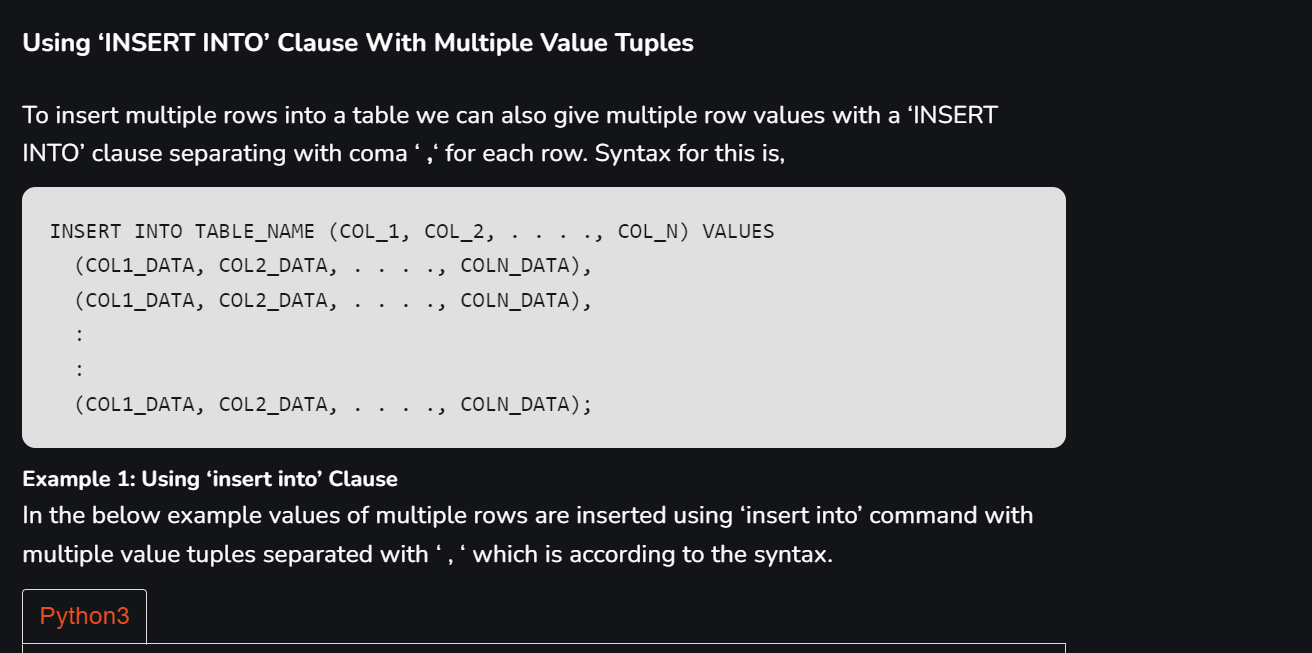 Using ‘INSERT INTO’ Clause With Multiple Value Tuples
To insert multiple rows into a table we can also give multiple row values with a ‘INSERT
INTO’ clause separating with coma ‘ ,‘ for each row. Syntax for this is,
INSERT INTO TABLE_NAME (COL_1, COL_2, . . . ., COL_N) VALUES
(COL1_DATA, COL2_DATA, . . . ., COLN_DATA),
(COL1_DATA, COL2_DATA, . . . ., COLN_DATA),
:
:
(COL1_DATA, COL2_DATA, . . . ., COLN_DATA);
Example 1: Using ‘insert into’ Clause
In the below example values of multiple rows are inserted using ‘insert into’ command with
multiple value tuples separated with ‘ , ‘ which is according to the syntax.
Python3